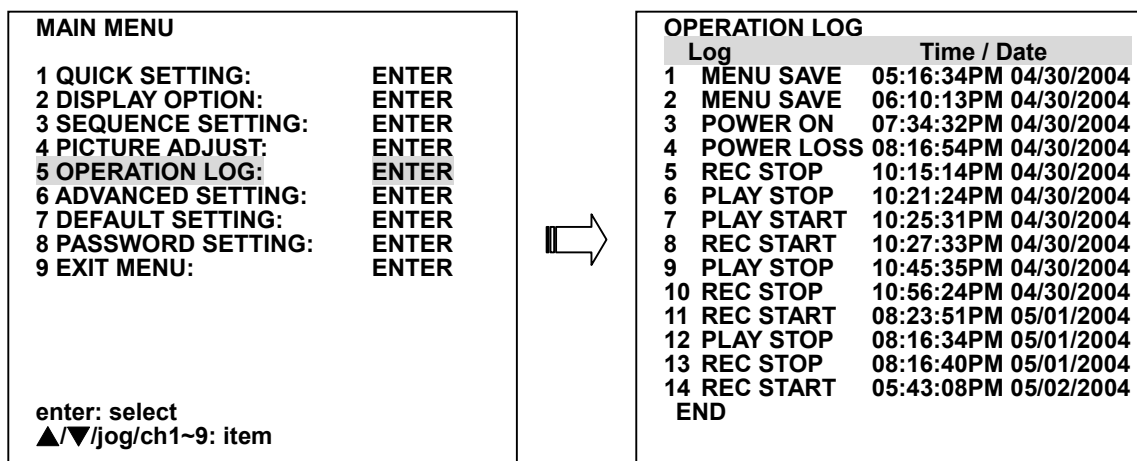 MAIN MENU
1 QUICK SETTING: ENTER
2 DISPLAY OPTION: ENTER
3 SEQUENCE SETTING: ENTER
4 PICTURE ADJUST: ENTER
5 OPERATION LOG: ENTER
6 ADVANCED SETTING: ENTER
7 DEFAULT SETTING: ENTER
8 PASSWORD SETTING: ENTER
9 EXIT MENU: ENTER
enter: select
▲/▼/jog/ch1~9: item
OPERATION LOG
Log Time / Date
1 MENU SAVE 05:16:34PM 04/30/2004
2 MENU SAVE 06:10:13PM 04/30/2004
3 POWER ON 07:34:32PM 04/30/2004
4 POWER LOSS 08:16:54PM 04/30/2004
5 REC STOP 10:15:14PM 04/30/2004
6 PLAY STOP 10:21:24PM 04/30/2004
7 PLAY START 10:25:31PM 04/30/2004
8 REC START 10:27:33PM 04/30/2004
9 PLAY STOP 10:45:35PM 04/30/2004
10 REC STOP 10:56:24PM 04/30/2004
11 REC START 08:23:51PM 05/01/2004
12 PLAY STOP 08:16:34PM 05/01/2004
13 REC STOP 08:16:40PM 05/01/2004
14 REC START 05:43:08PM 05/02/2004
END